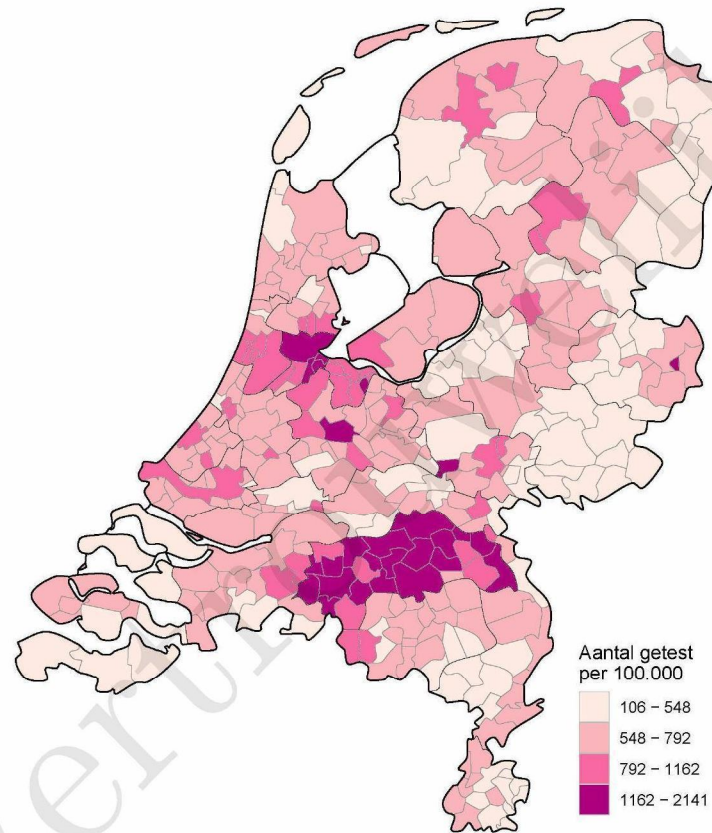 Aantal getest
per 100.000
106 – 548
548 – 792
792 – 1162
1162 – 2141